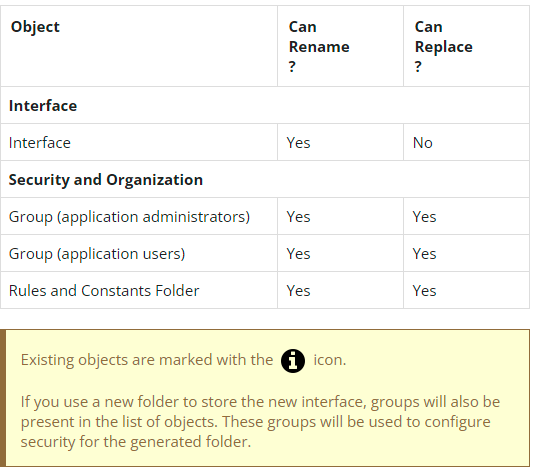 Object Can Rename ? Can Replace ?
Interface
Interface Yes No
Security and Organization
Group (application administrators) Yes Yes
Group (application users) Yes Yes
Rules and Constants Folder Yes Yes
Existing objects are marked with the icon.
If you use a new folder to store the new interface, groups will also be
present in the list of objects. These groups will be used to configure
security for the generated folder.